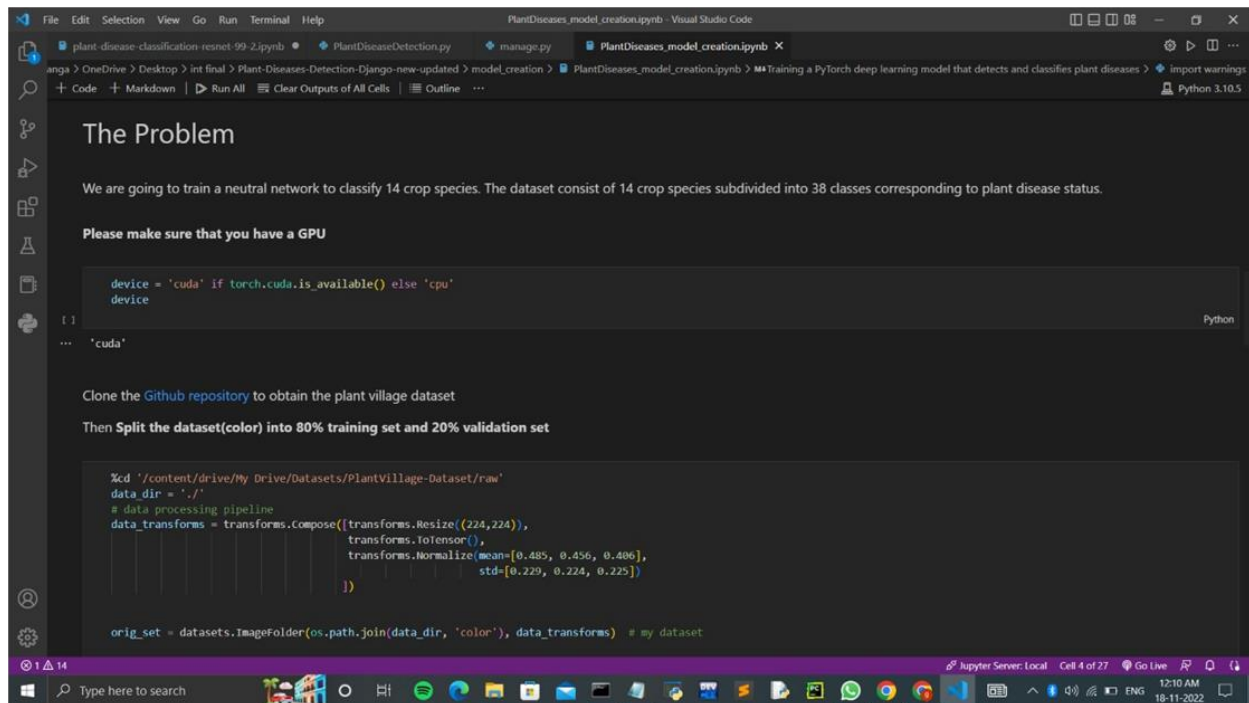 File Edit Selection View Go Run Terminal Help PlantDiseases_model_creation.ipynb - Visual Studio Code
plant-disease-classification-resnet-99-2.ipynb PlantDiseaseDetection.py manage.py PlantDiseases_model_creation.ipynb
anga > OneDrive > Desktop > int final > Plant-Diseases-Detection-Django-new-updated > model_creation > PlantDiseases_model_creation.ipynb > M↓Training a PyTorch deep learning model that detects and classifies plant diseases > import warnings
+ Code + Markdown | Run All Clear Outputs of All Cells | Outline ... Python 3.10.5
The Problem
We are going to train a neutral network to classify 14 crop species. The dataset consist of 14 crop species subdivided into 38 classes corresponding to plant disease status.
Please make sure that you have a GPU
device = 'cuda' if torch.cuda.is_available() else 'cpu'
device
[ ] Python
... 'cuda'
Clone the Github repository to obtain the plant village dataset
Then Split the dataset(color) into 80% training set and 20% validation set
%cd '/content/drive/My Drive/Datasets/PlantVillage-Dataset/raw'
data_dir = './'
# data processing pipeline
data_transforms = transforms.Compose([transforms.Resize((224,224)),
transforms.ToTensor(),
transforms.Normalize(mean=[0.485, 0.456, 0.406],
std=[0.229, 0.224, 0.225])
])
orig_set = datasets.ImageFolder(os.path.join(data_dir, 'color'), data_transforms) # my dataset
1 14 Jupyter Server: Local Cell 4 of 27 Go Live
Type here to search ENG 12:10 AM
18-11-2022